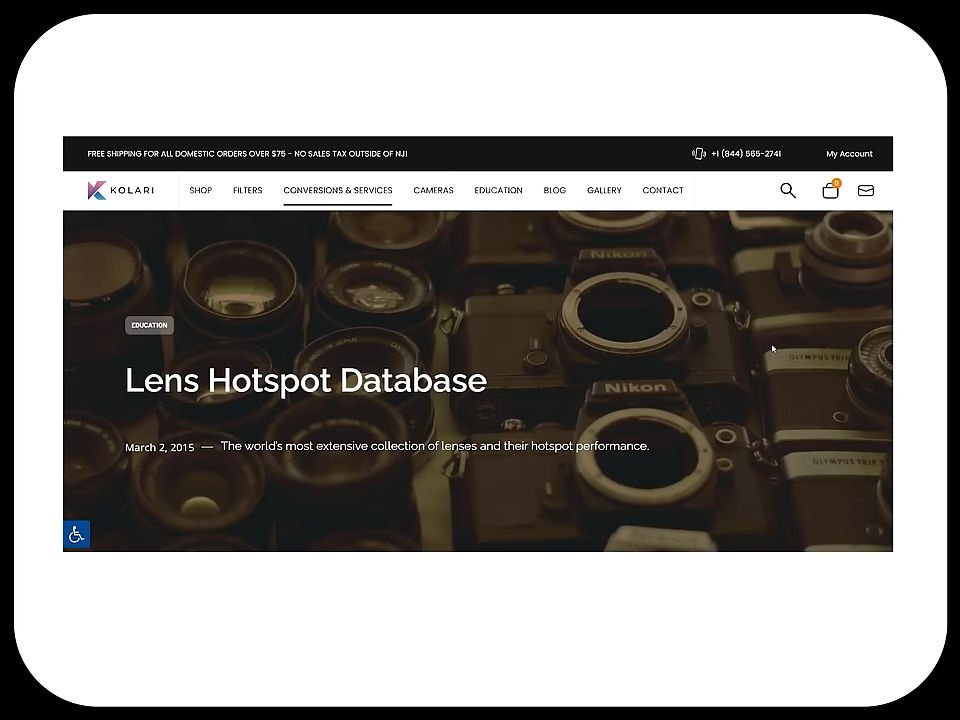 FREE SHIPPING FOR ALL DOMESTIC ORDERS OVER $75 - NO SALES TAX OUTSIDE OF NJ! +1 (844) 565-2741 My Account
KOLARI SHOP FILTERS CONVERSIONS & SERVICES CAMERAS EDUCATION BLOG GALLERY CONTACT 0
Nikon
EDUCATION
OLYMPUS TRIP
Lens Hotspot Database
Nikon
March 2, 2015 — The world's most extensive collection of lenses and their hotspot performance.
OLYMPUS TRIP